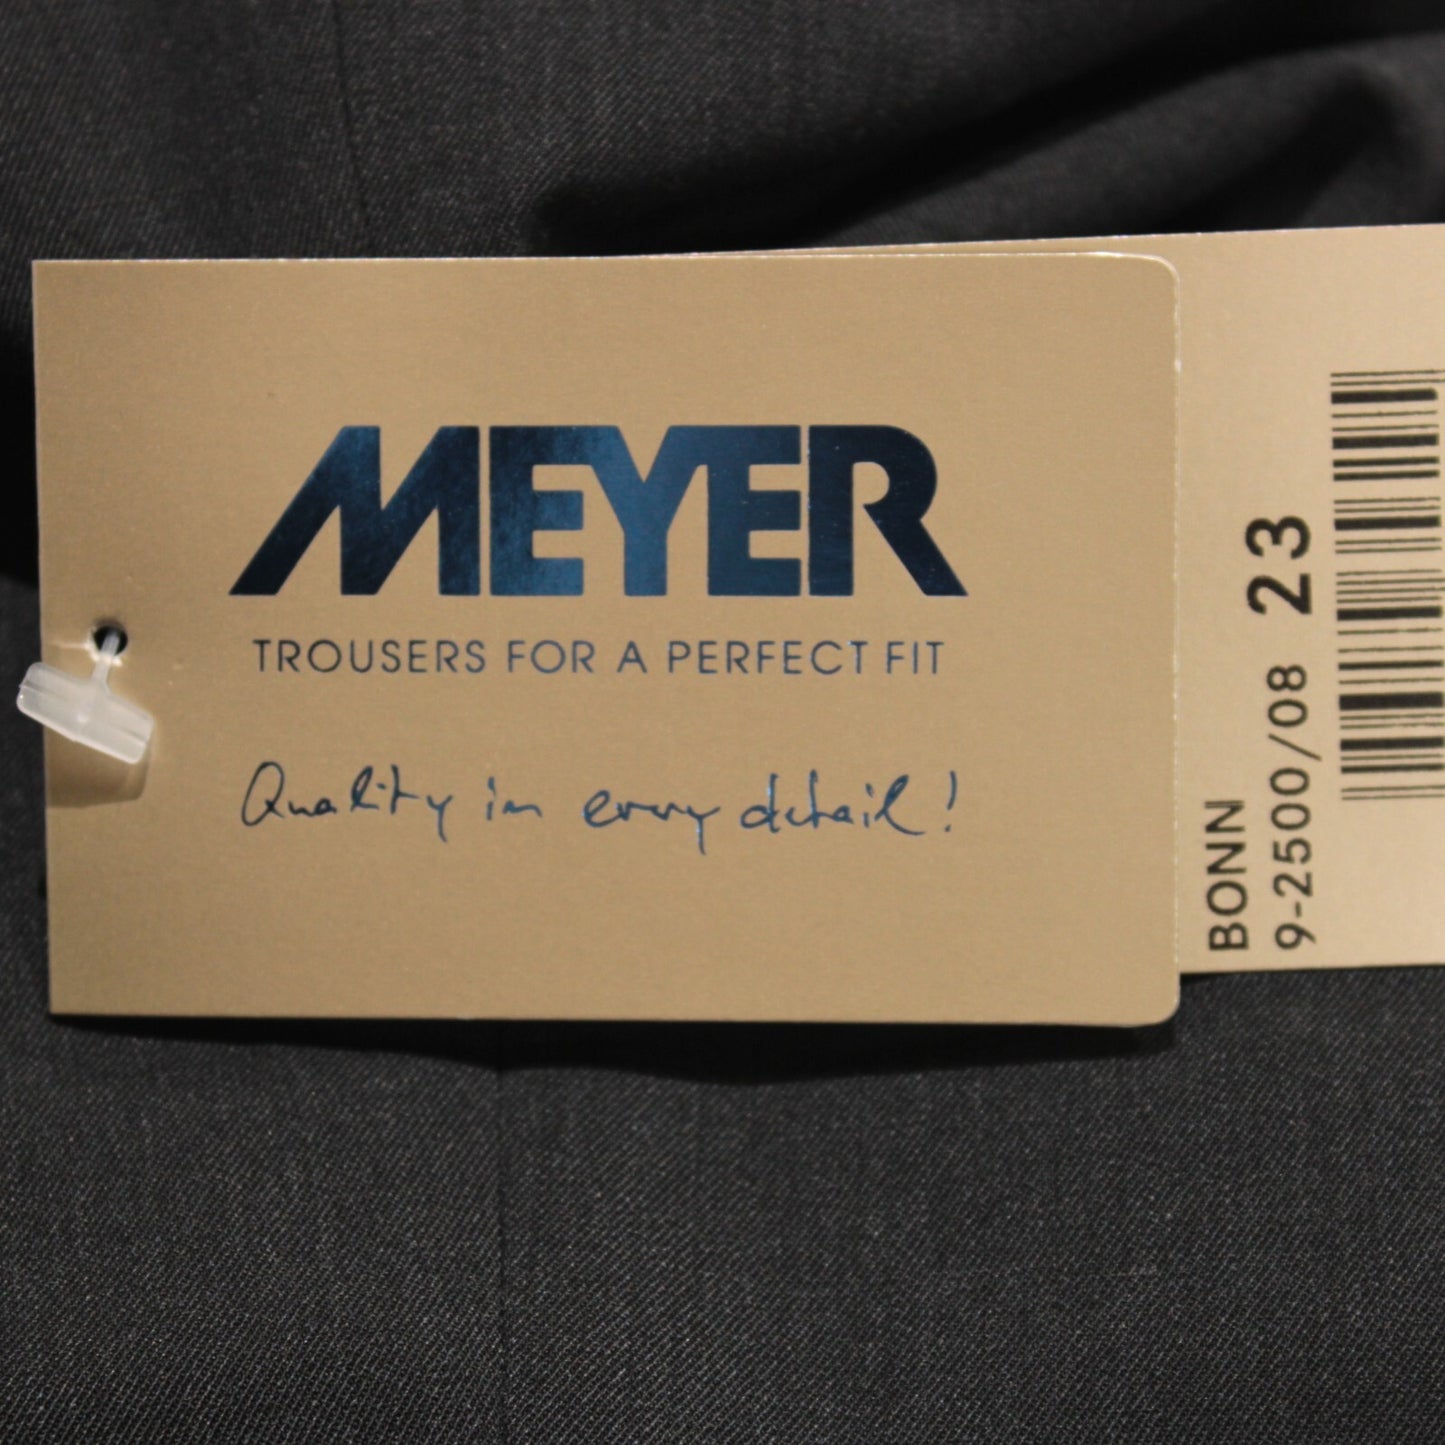 MEYER
TROUSERS FOR A PERFECT FIT
Quality in every detail!
BONN
9-2500/08 23